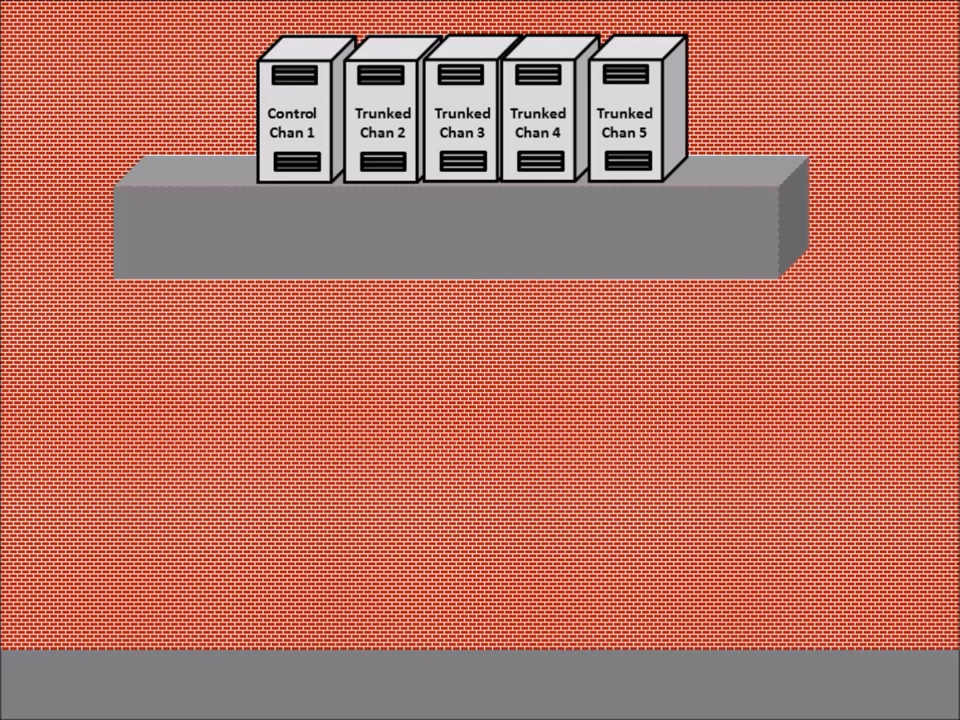 Control
Chan 1
Trunked
Chan 2
Trunked
Chan 3
Trunked
Chan 4
Trunked
Chan 5